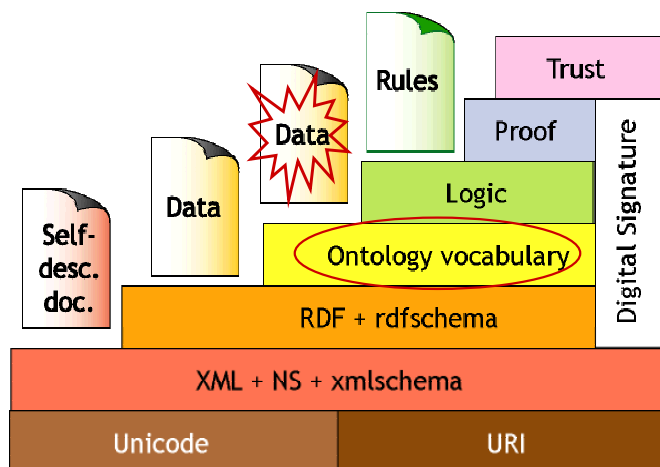 Trust
Rules
Proof
Data
Logic
Data
Ontology vocabulary
Self-
desc.
doc.
Digital Signature
RDF + rdfschema
XML + NS + xmlschema
Unicode
URI